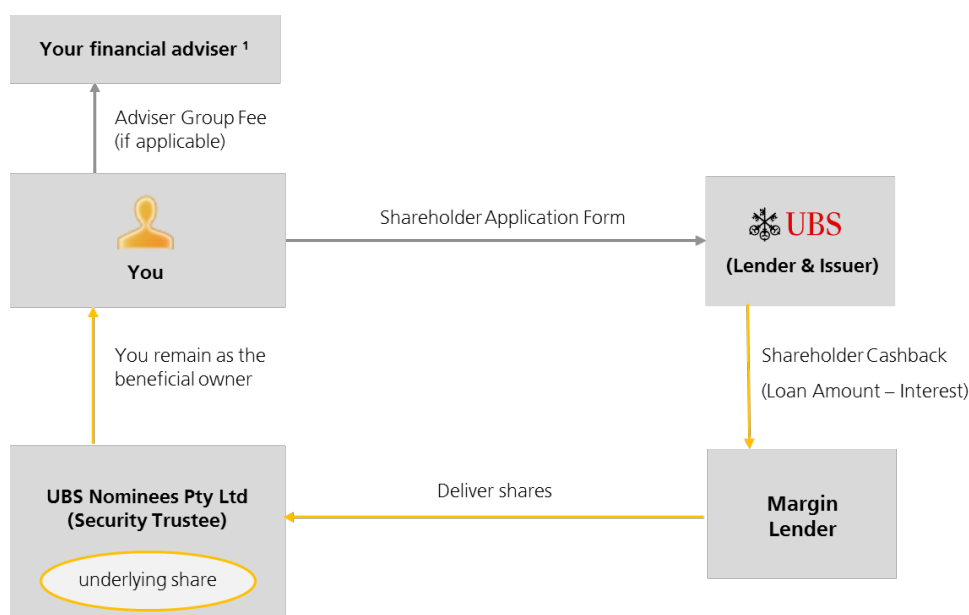 Your financial adviser ¹
Adviser Group Fee
(if applicable)
You
Shareholder Application Form
UBS
(Lender & Issuer)
You remain as the
beneficial owner
Shareholder Cashback
(Loan Amount – Interest)
UBS Nominees Pty Ltd
(Security Trustee)
underlying share
Deliver shares
Margin
Lender